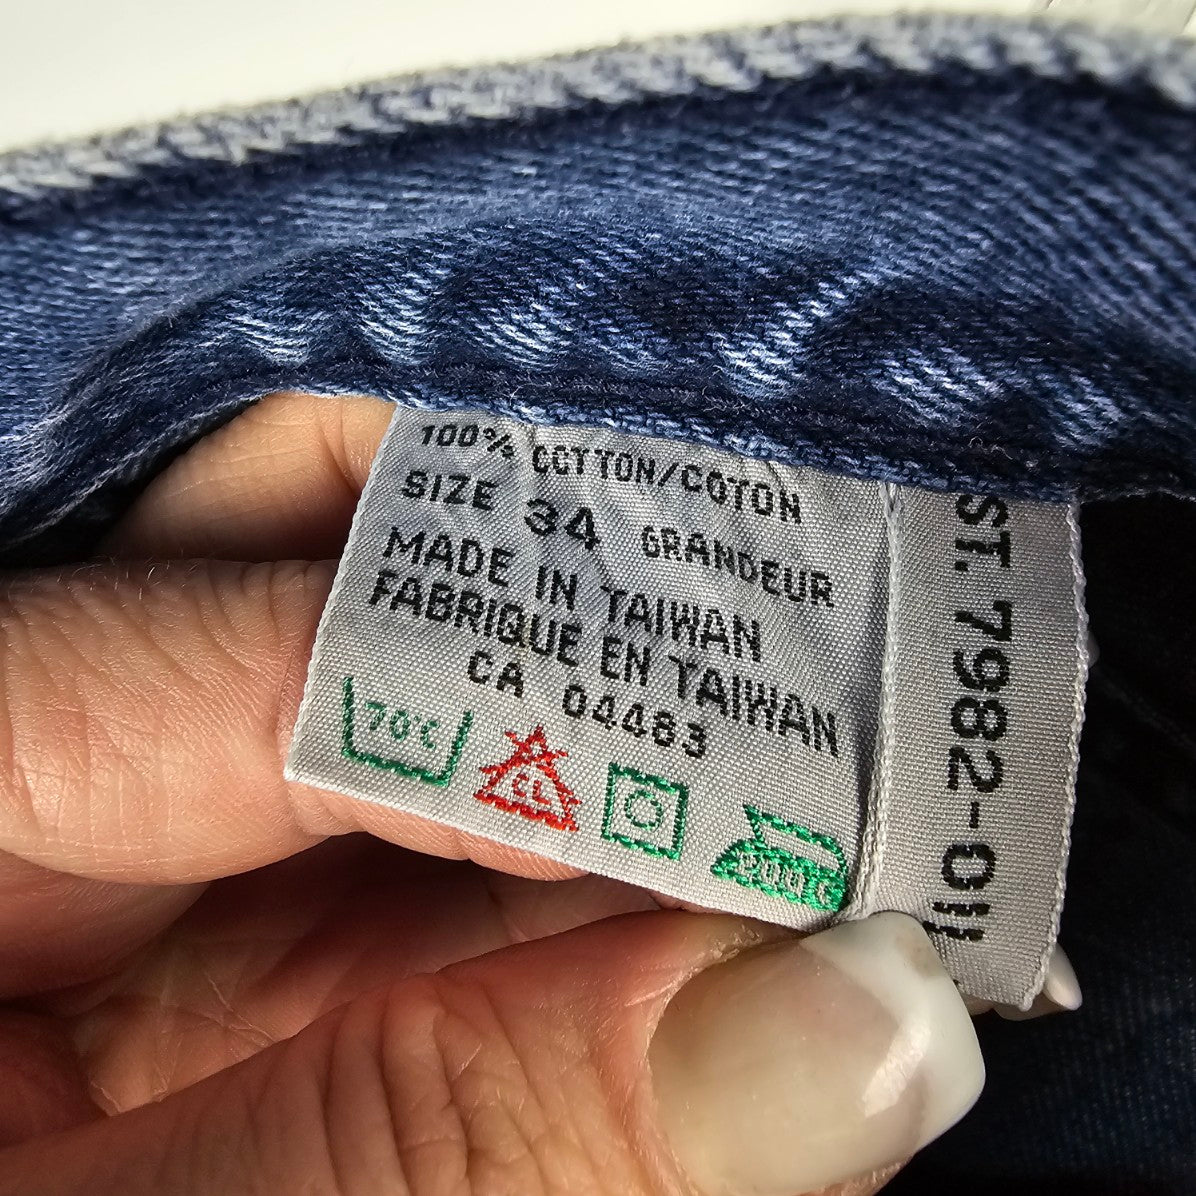 100% COTTON/COTON
SIZE 34 GRANDEUR
MADE IN TAIWAN
FABRIQUE EN TAIWAN
CA 04483
70°C
CL
200 C
ST. 7982-011